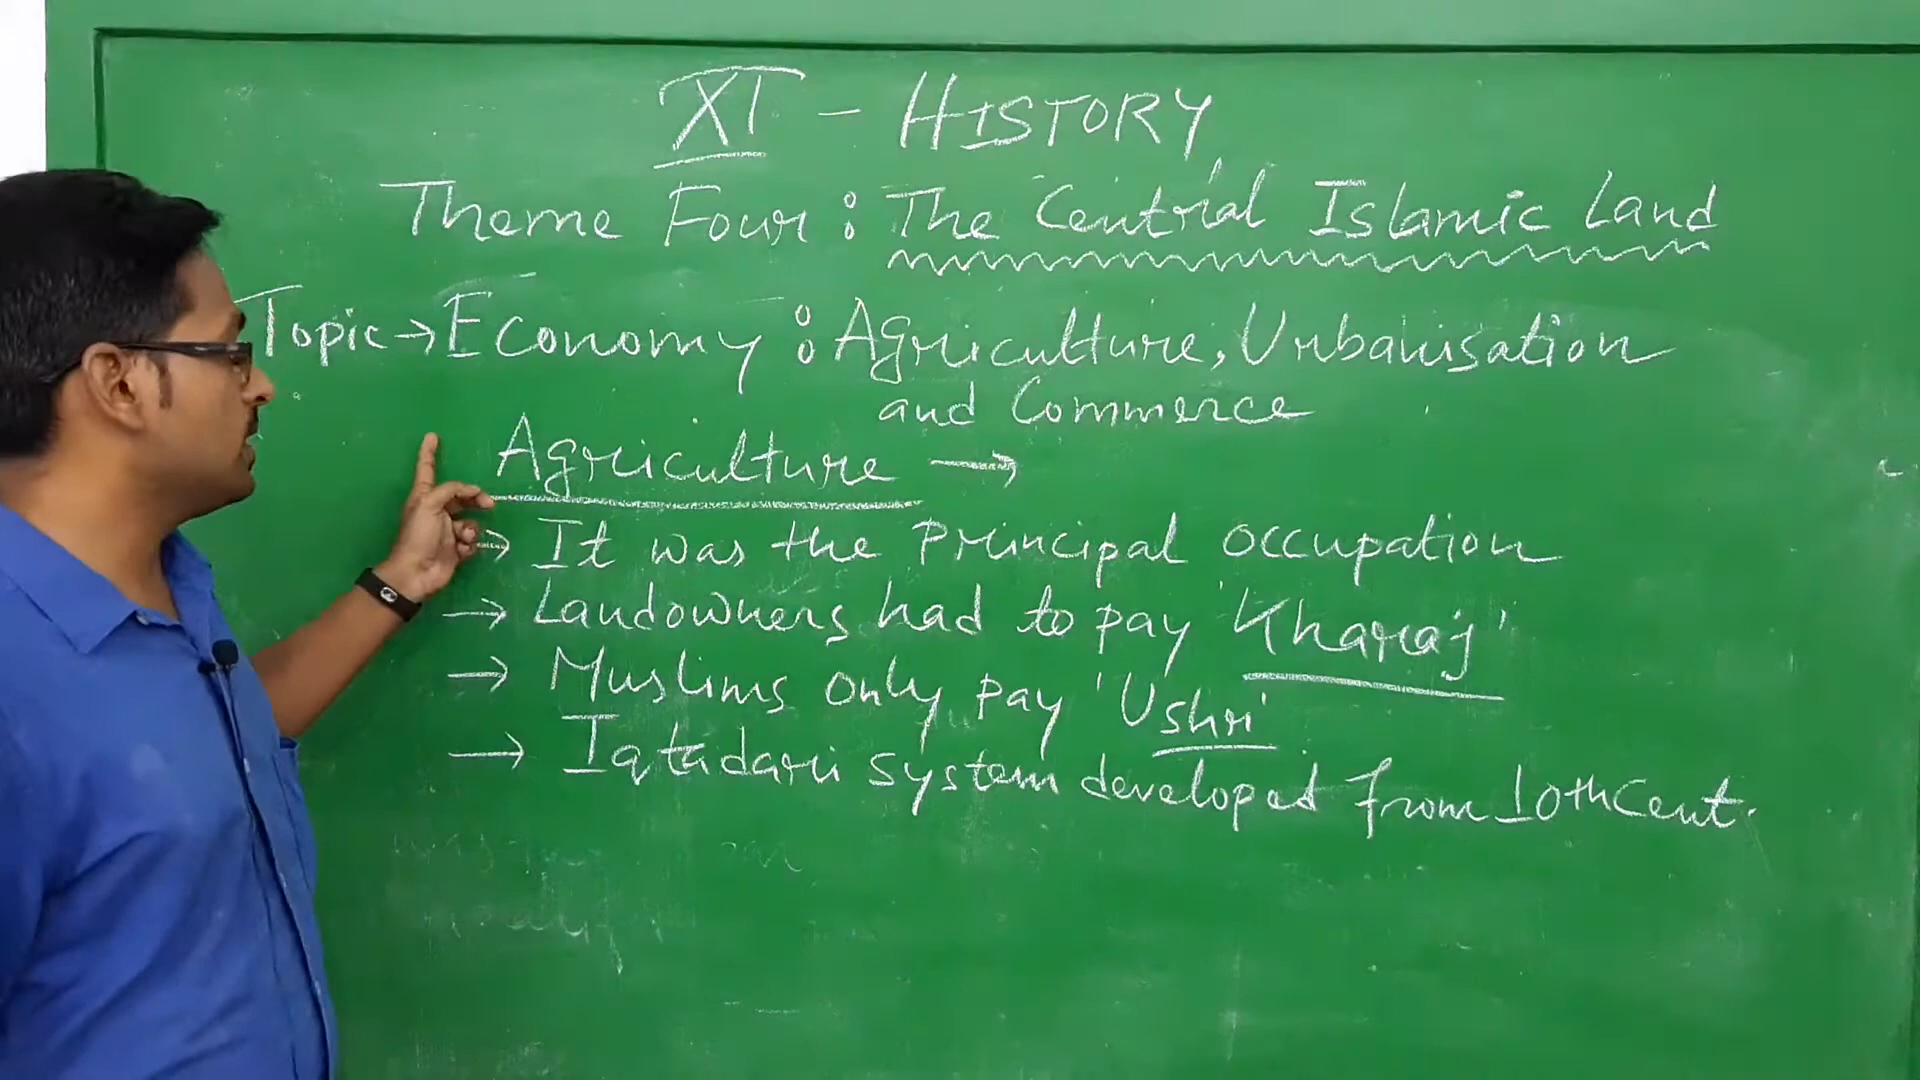 XI - HISTORY
Theme Four : The Central Islamic Land
Topic → Economy : Agriculture, Urbanisation
and Commerce
Agriculture →
→ It was the principal occupation
→ Landowners had to pay 'Kharaj'
→ Muslims only pay 'Ushr'
→ Iqtadari system developed from 10th Cent.